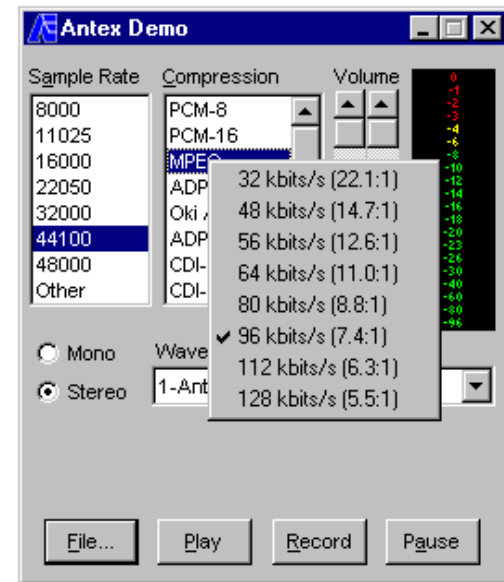 Antex Demo
Sample Rate
Compression
Volume
8000
11025
16000
22050
32000
44100
48000
Other
PCM-8
PCM-16
MPEG
ADP
Oki
ADP
CDI-
CDI-
32 kbits/s (22.1:1)
48 kbits/s (14.7:1)
56 kbits/s (12.6:1)
64 kbits/s (11.0:1)
80 kbits/s (8.8:1)
96 kbits/s (7.4:1)
112 kbits/s (6.3:1)
128 kbits/s (5.5:1)
0
-1
-2
-3
-4
-6
-8
-10
-12
-14
-16
-18
-20
-23
-26
-30
-40
-60
-80
-96
Mono
Stereo
Wave
1-Ant
File...
Play
Record
Pause